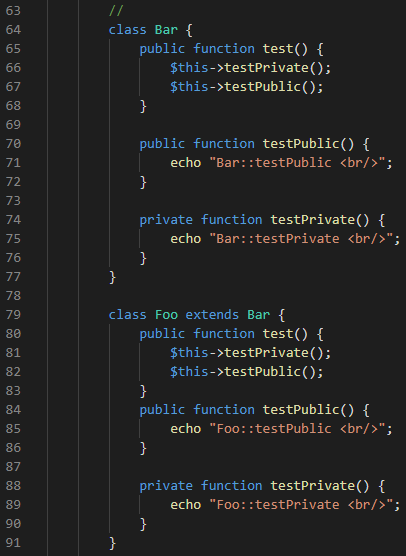 63 //
64 class Bar {
65 public function test() {
66 $this->testPrivate();
67 $this->testPublic();
68 }
69
70 public function testPublic() {
71 echo "Bar::testPublic <br/>";
72 }
73
74 private function testPrivate() {
75 echo "Bar::testPrivate <br/>";
76 }
77 }
78
79 class Foo extends Bar {
80 public function test() {
81 $this->testPrivate();
82 $this->testPublic();
83 }
84 public function testPublic() {
85 echo "Foo::testPublic <br/>";
86 }
87
88 private function testPrivate() {
89 echo "Foo::testPrivate <br/>";
90 }
91 }